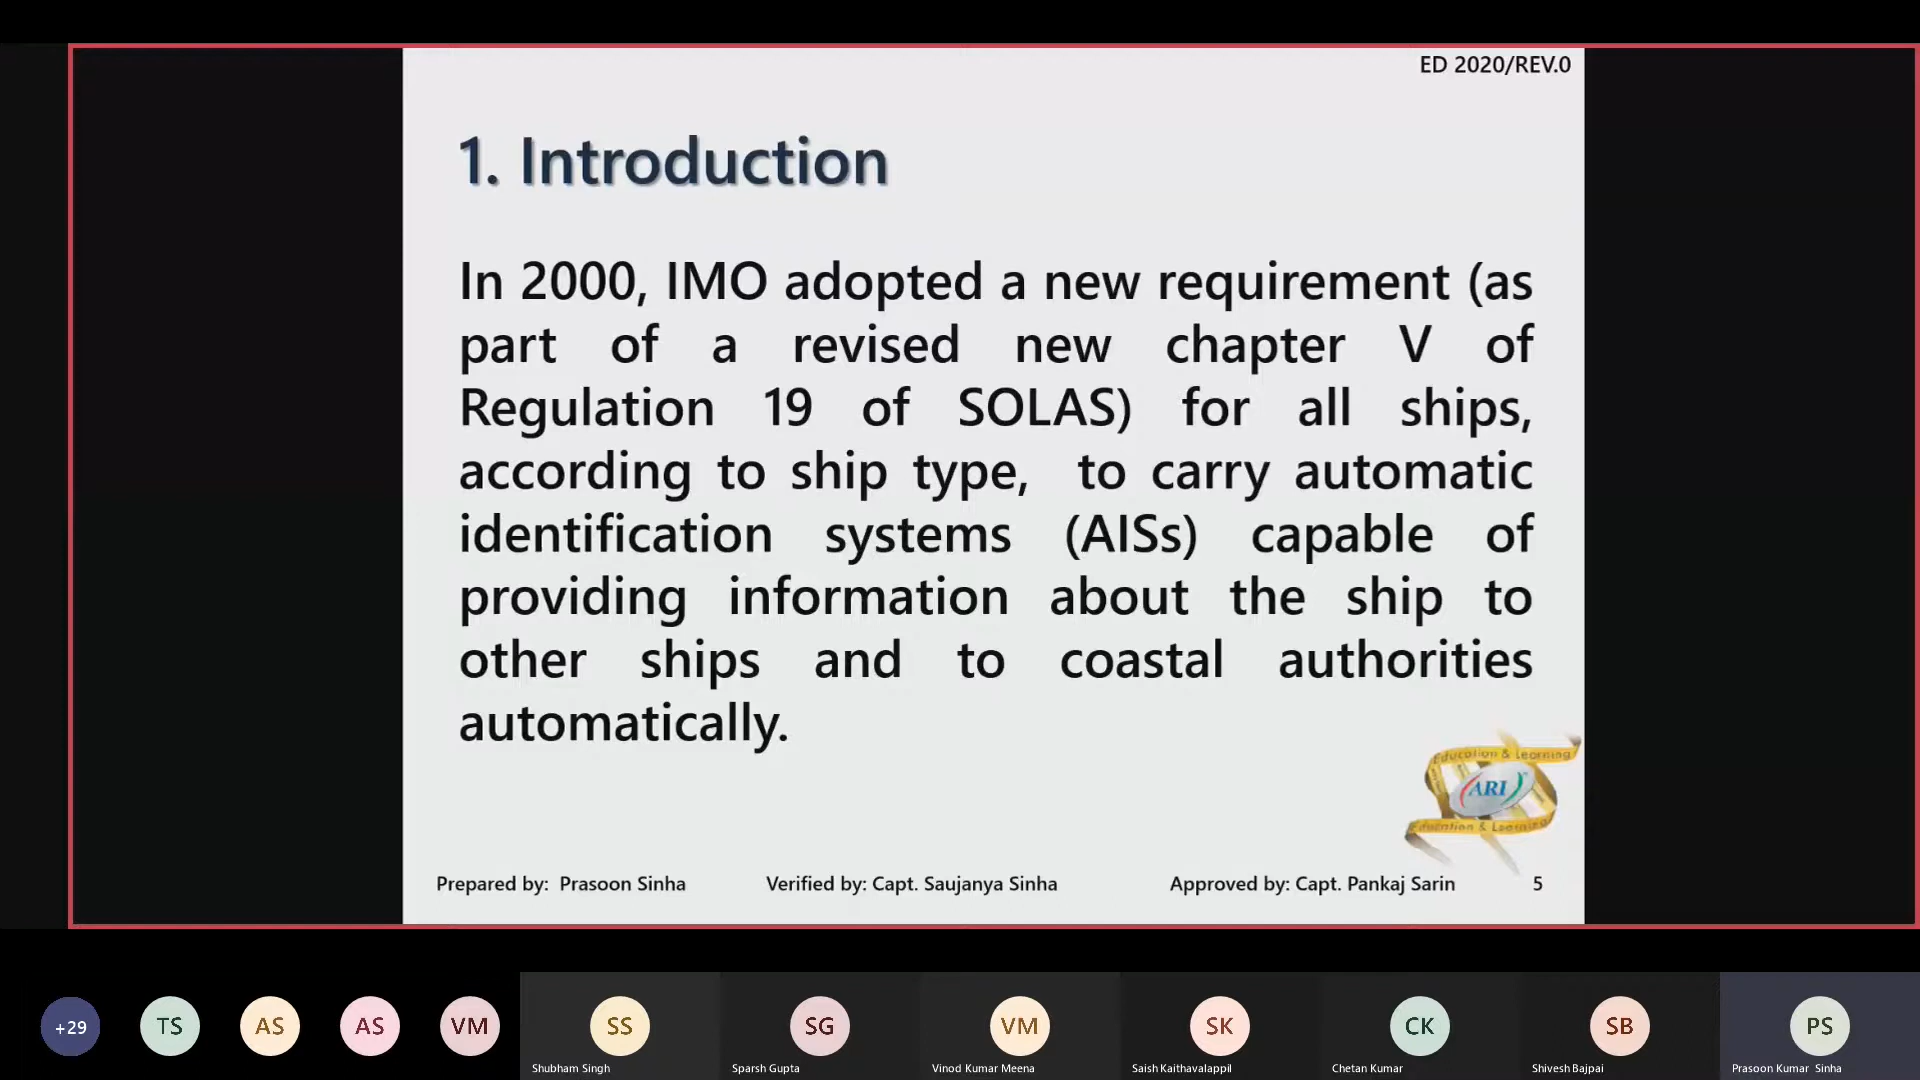 ED 2020/REV.0
1. Introduction
In 2000, IMO adopted a new requirement (as
part of a revised new chapter V of
Regulation 19 of SOLAS) for all ships,
according to ship type, to carry automatic
identification systems (AISs) capable of
providing information about the ship to
other ships and to coastal authorities
automatically.
Education & Learning
ARI
Education & Learning
Prepared by: Prasoon Sinha Verified by: Capt. Saujanya Sinha Approved by: Capt. Pankaj Sarin 5
+29 TS AS AS VM SS SG VM SK CK SB PS
Shubham Singh Sparsh Gupta Vinod Kumar Meena Saish Kaithavalappil Chetan Kumar Shivesh Bajpai Prasoon Kumar Sinha